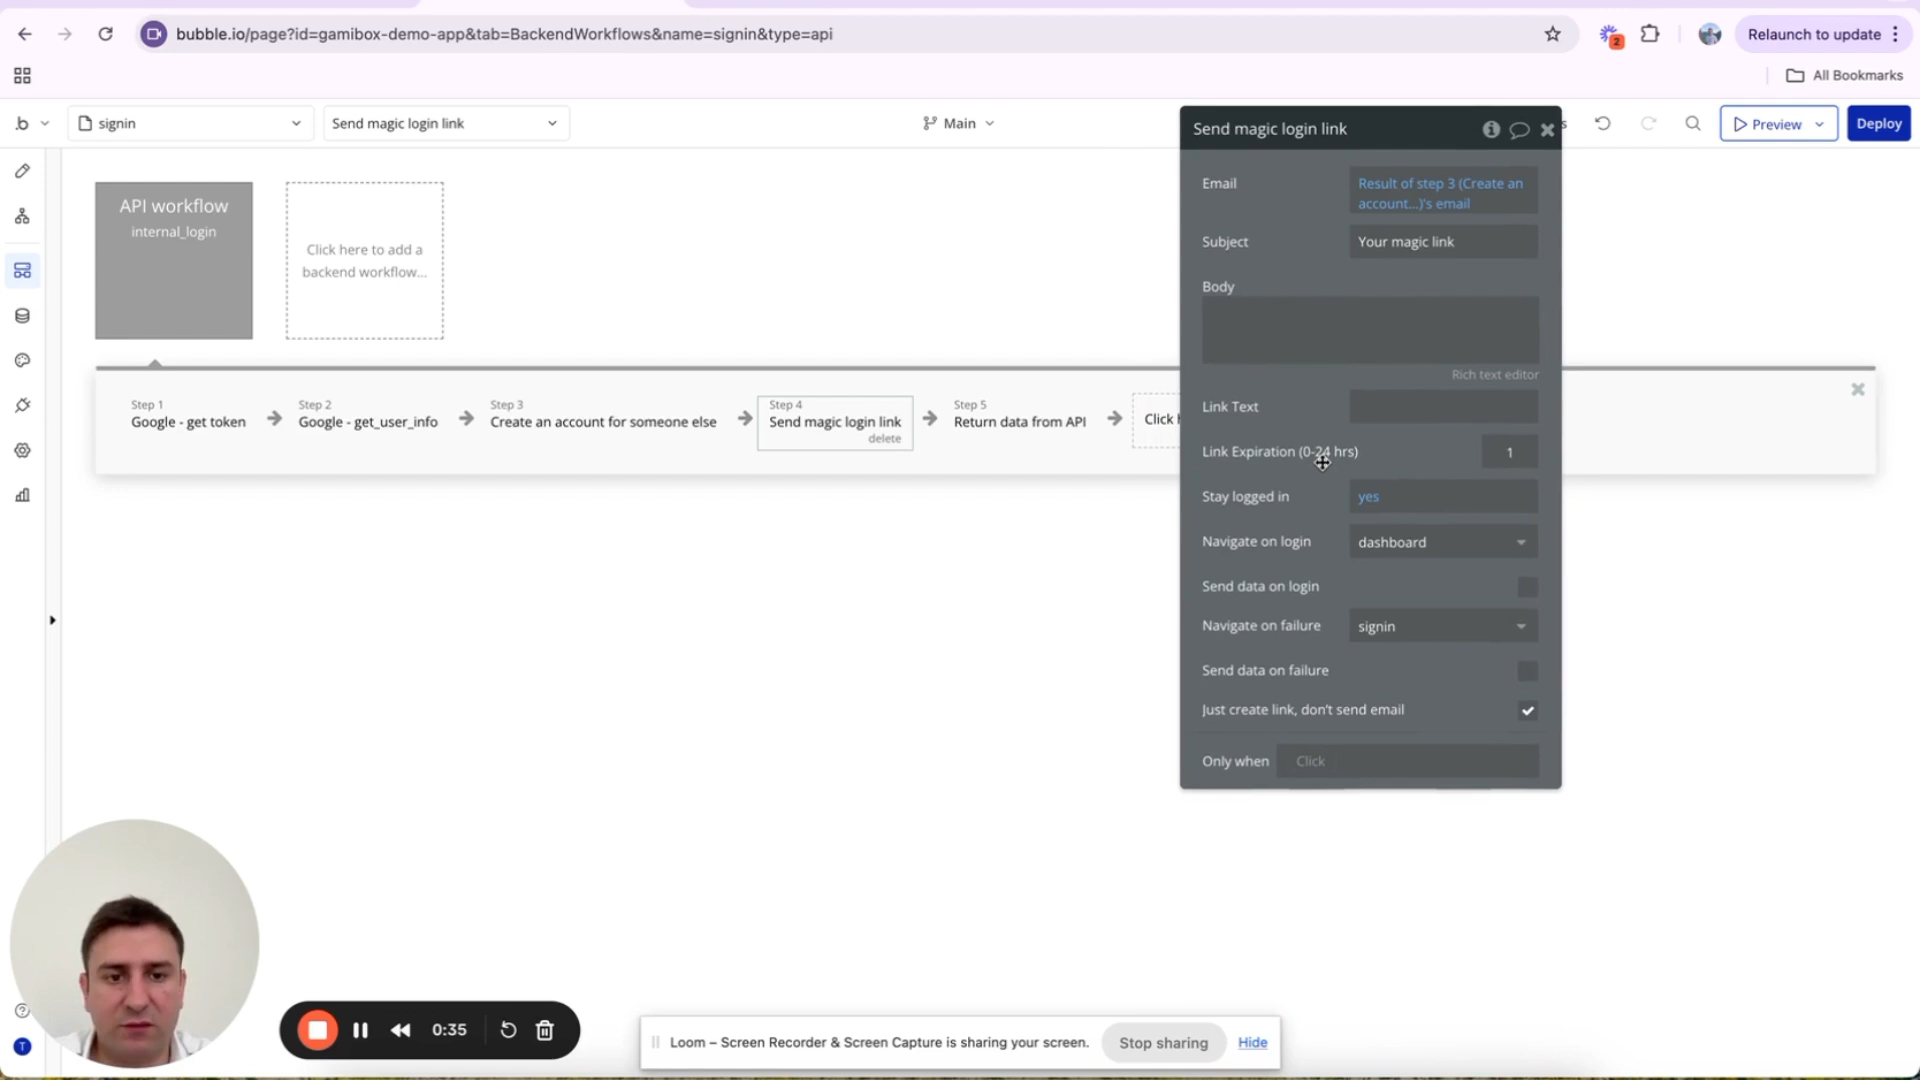 bubble.io/page?id=gamibox-demo-app&tab=BackendWorkflows&name=signin&type=api
2
Relaunch to update
All Bookmarks
.b
signin
Send magic login link
Main
s
Preview
Deploy
API workflow
internal_login
Click here to add a
backend workflow...
Step 1
Google - get token
Step 2
Google - get_user_info
Step 3
Create an account for someone else
Step 4
Send magic login link
delete
Step 5
Return data from API
Click h
Send magic login link
Email
Result of step 3 (Create an
account...)'s email
Subject
Your magic link
Body
Rich text editor
Link Text
Link Expiration (0-24 hrs)
1
Stay logged in
yes
Navigate on login
dashboard
Send data on login
Navigate on failure
signin
Send data on failure
Just create link, don't send email
Only when
Click
T
0:35
Loom – Screen Recorder & Screen Capture is sharing your screen.
Stop sharing
Hide